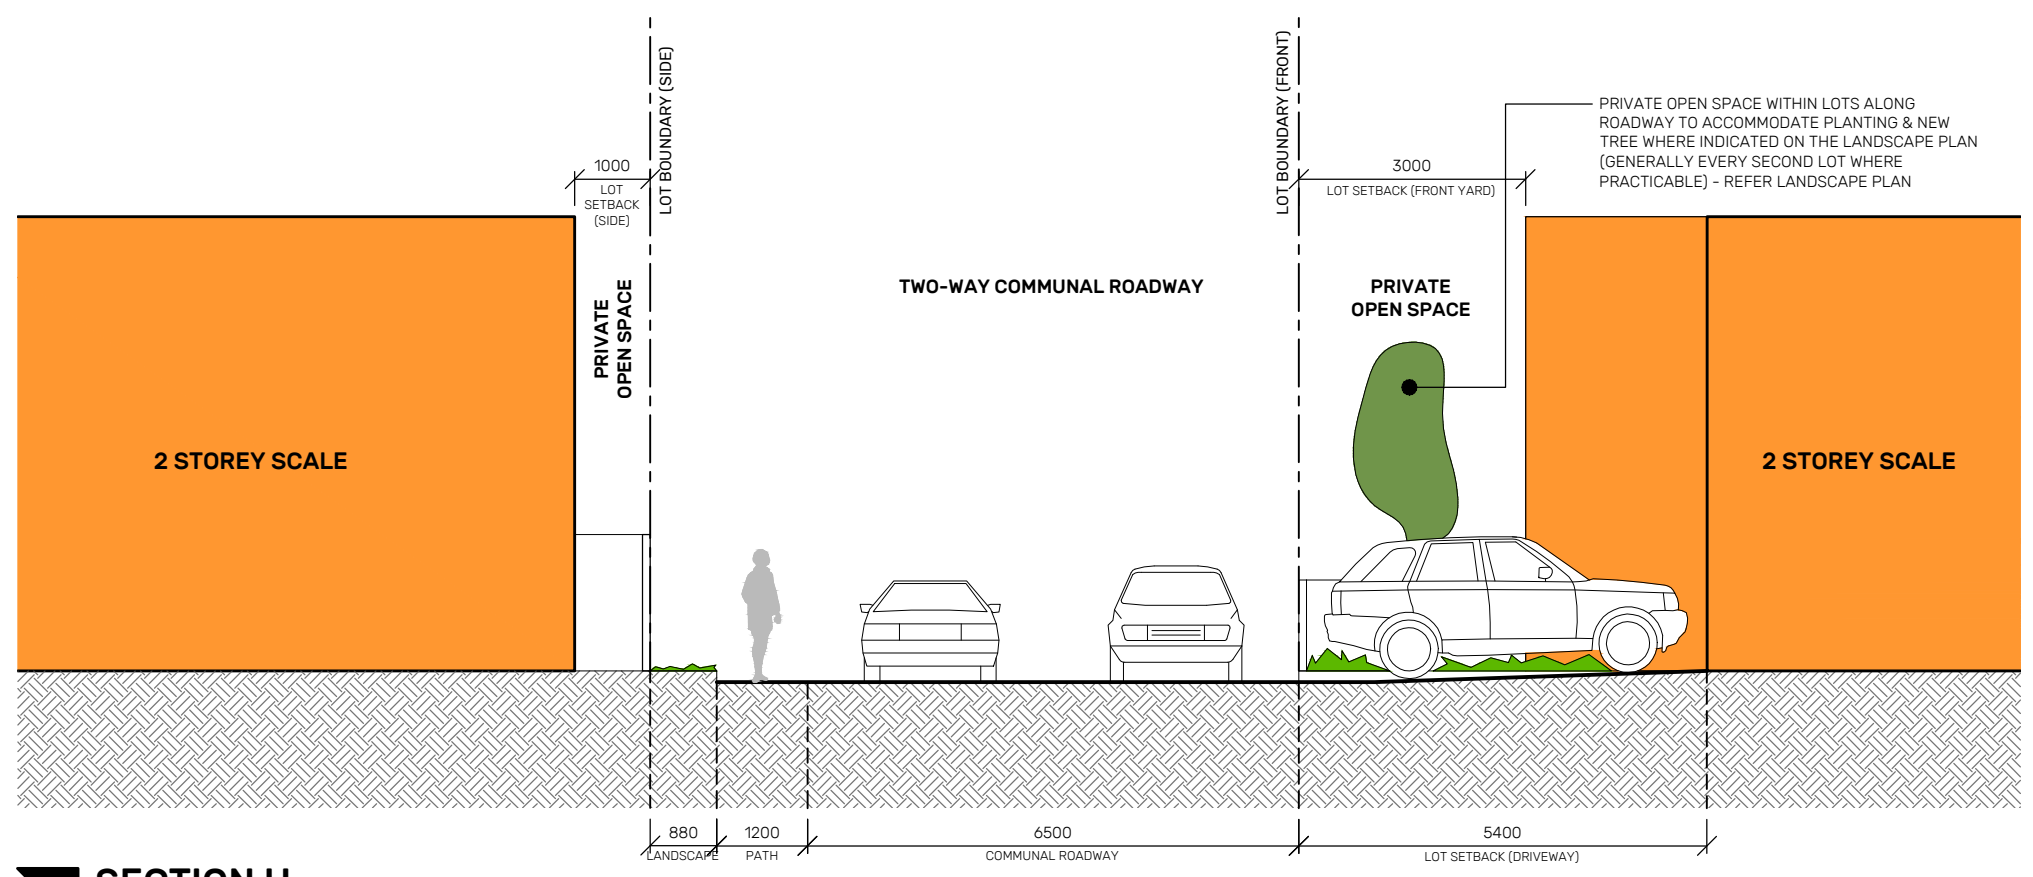 LOT BOUNDARY (SIDE)
LOT BOUNDARY (FRONT)
PRIVATE OPEN SPACE WITHIN LOTS ALONG
ROADWAY TO ACCOMMODATE PLANTING & NEW
TREE WHERE INDICATED ON THE LANDSCAPE PLAN
(GENERALLY EVERY SECOND LOT WHERE
PRACTICABLE) - REFER LANDSCAPE PLAN
1000
LOT
SETBACK
(SIDE)
3000
LOT SETBACK (FRONT YARD)
PRIVATE
OPEN SPACE
TWO-WAY COMMUNAL ROADWAY
PRIVATE
OPEN SPACE
2 STOREY SCALE
2 STOREY SCALE
880
LANDSCAPE
1200
PATH
6500
COMMUNAL ROADWAY
5400
LOT SETBACK (DRIVEWAY)